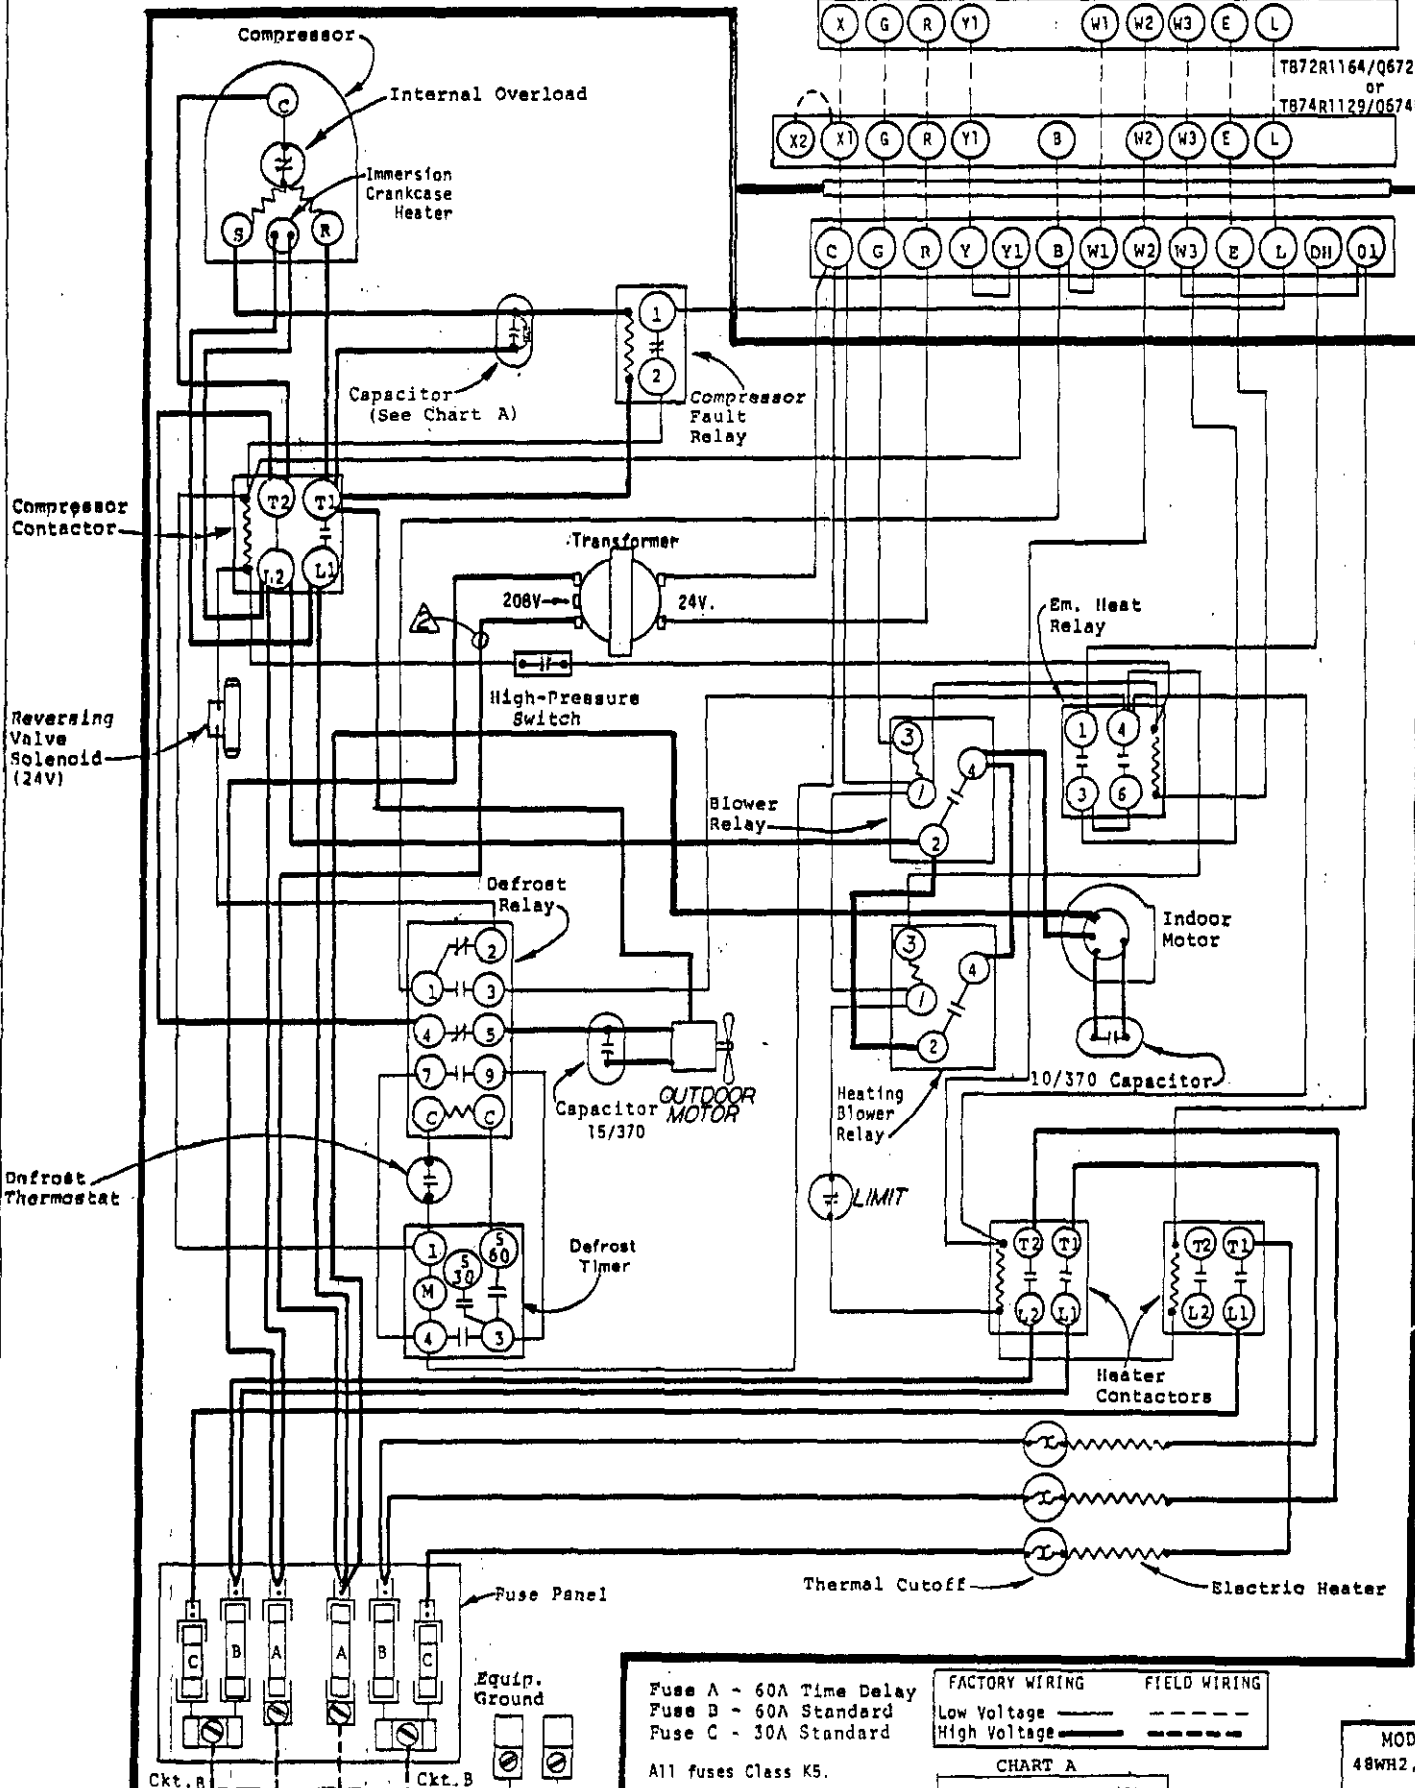 Compressor
X G R Y1 W1 W2 W3 E L
T872R1164/Q672
or
T874R1129/Q674
C
Internal Overload
X2 X1 G R Y1 B W2 W3 E L
Immersion
Crankcase
Heater
S R
C G R Y Y1 B W1 W2 W3 E L DH O1
1
2
Capacitor
(See Chart A)
Compressor
Fault
Relay
Compressor
Contactor
T2 T1
L2 L1
Transformer
208V
24V.
2
Em. Heat
Relay
High-Pressure
Switch
Reversing
Valve
Solenoid
(24V)
1 4
3 6
3
4
1
2
Blower
Relay
Defrost
Relay
Indoor
Motor
2
1 3
4 5
7 9
C C
3
4
1
2
Capacitor
15/370
OUTDOOR
MOTOR
Heating
Blower
Relay
10/370 Capacitor
Defrost
Thermostat
LIMIT
1
S
60
S
30
M
4 3
Defrost
Timer
T2 T1
L2 L1
T2 T1
L2 L1
Heater
Contactors
Thermal Cutoff
Electric Heater
Fuse Panel
C B A A B C
Equip.
Ground
Ckt.B
Ckt.B
Fuse A - 60A Time Delay
Fuse B - 60A Standard
Fuse C - 30A Standard
All fuses Class K5.
FACTORY WIRING FIELD WIRING
Low Voltage
High Voltage
CHART A
MOD
48WH2,